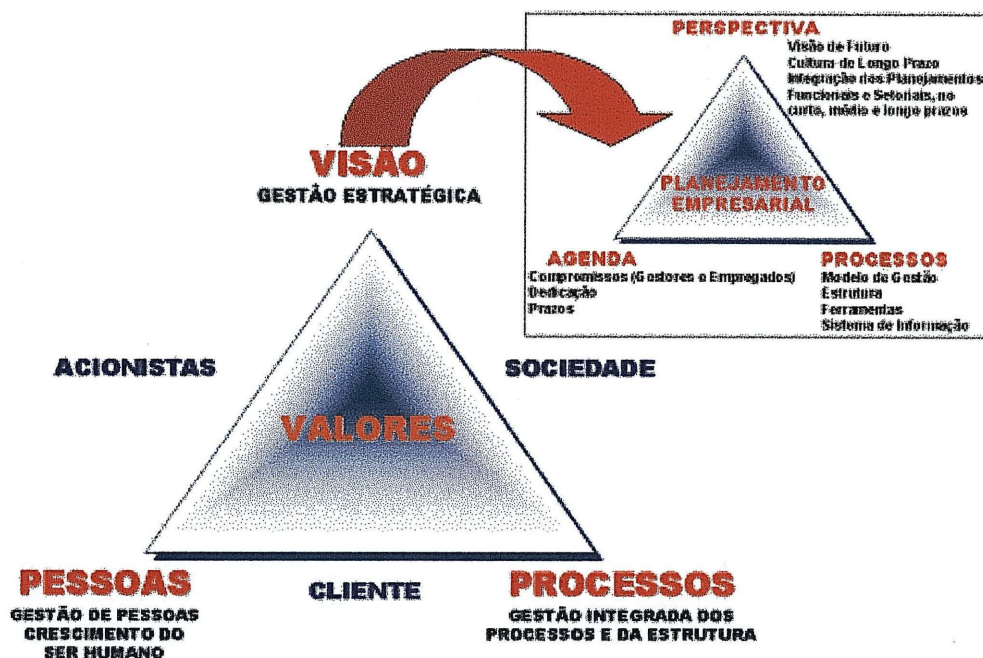 PERSPECTIVA
Visão de Futuro
Cultura de Longo Prazo
Integração dos Planejamentos
Funcionais e Setoriais, no
curto, médio e longo prazos
VISÃO
GESTÃO ESTRATÉGICA
PLANEJAMENTO
EMPRESARIAL
AGENDA
Compromissos (Gestores e Empregados)
Dedicação
Prazos
PROCESSOS
Modelo de Gestão
Estrutura
Ferramentas
Sistema de Informação
ACIONISTAS
SOCIEDADE
VALORES
PESSOAS
GESTÃO DE PESSOAS
CRESCIMENTO DO
SER HUMANO
CLIENTE
PROCESSOS
GESTÃO INTEGRADA DOS
PROCESSOS E DA ESTRUTURA